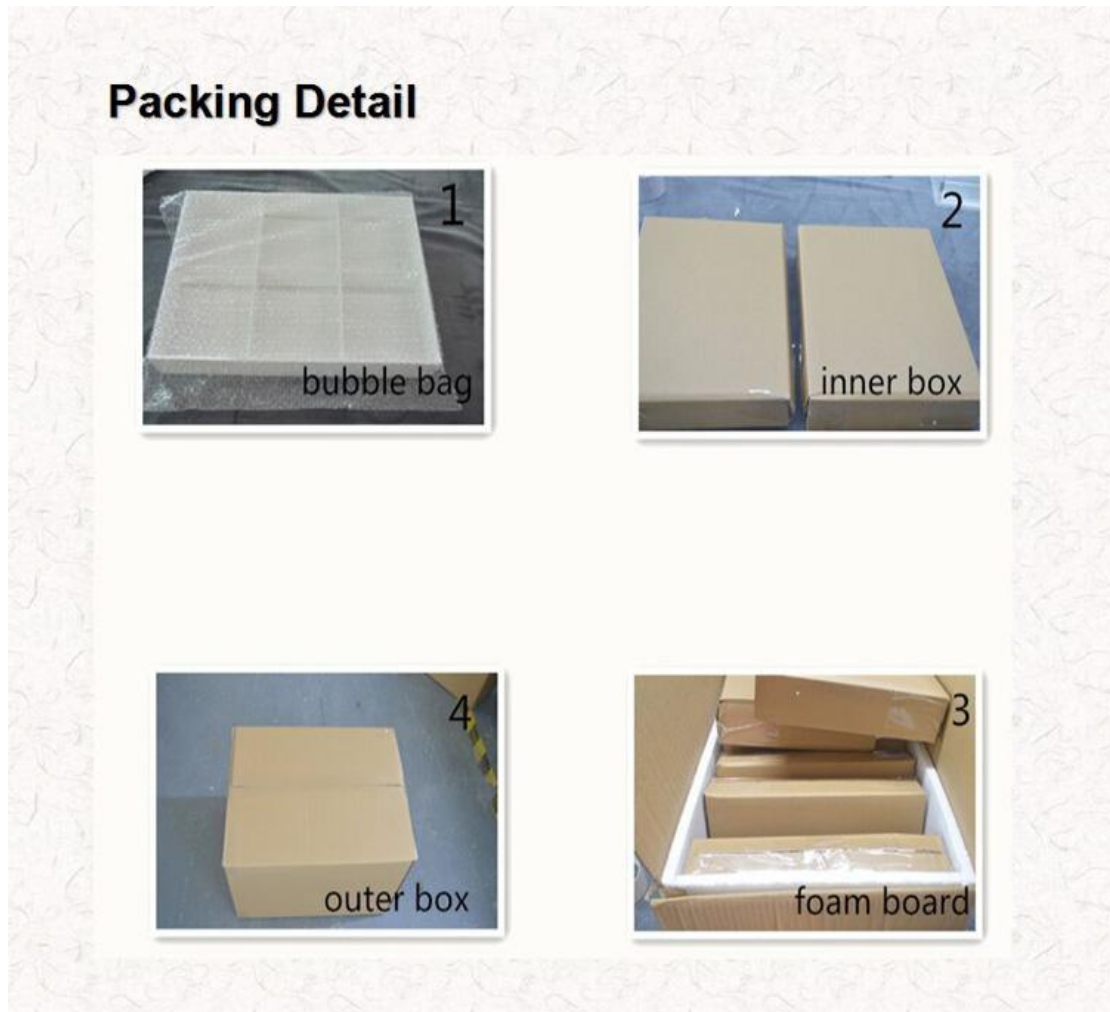 Packing Detail
1
bubble bag
2
inner box
4
outer box
3
foam board